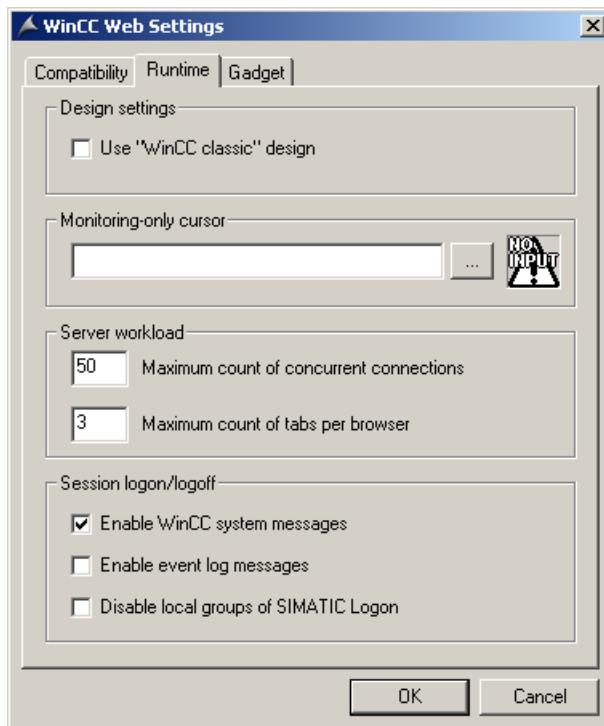 WinCC Web Settings
Compatibility Runtime Gadget
Design settings
Use "WinCC classic" design
Monitoring-only cursor
...
NO
INPUT
Server workload
50 Maximum count of concurrent connections
3 Maximum count of tabs per browser
Session logon/logoff
Enable WinCC system messages
Enable event log messages
Disable local groups of SIMATIC Logon
OK Cancel